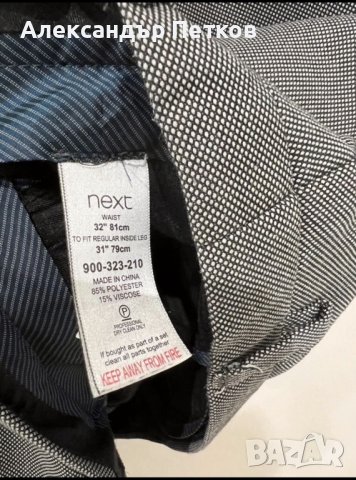 Александър Петков
next
WAIST
32" 81cm
TO FIT REGULAR INSIDE LEG
31" 79cm
900-323-210
MADE IN CHINA
85% POLYESTER
15% VISCOSE
P
PROFESSIONAL
DRY CLEAN ONLY
If bought as part of a set
clean all parts together
KEEP AWAY FROM FIRE
BAZAR